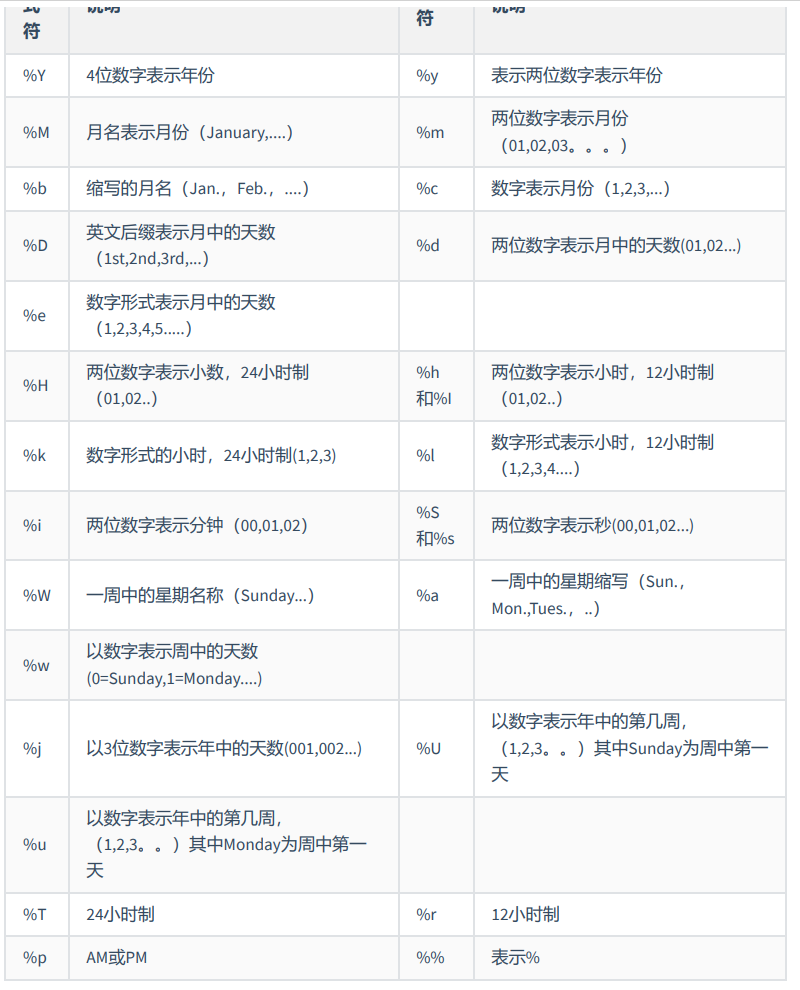 符
符
%Y
4位数字表示年份
%y
表示两位数字表示年份
%M
月名表示月份（January,....）
%m
两位数字表示月份
（01,02,03。。。）
%b
缩写的月名（Jan.，Feb.，....）
%c
数字表示月份（1,2,3,...）
%D
英文后缀表示月中的天数
（1st,2nd,3rd,...）
%d
两位数字表示月中的天数(01,02...)
%e
数字形式表示月中的天数
（1,2,3,4,5.....）
%H
两位数字表示小数，24小时制
（01,02..）
%h
和%I
两位数字表示小时，12小时制
（01,02..）
%k
数字形式的小时，24小时制(1,2,3)
%l
数字形式表示小时，12小时制
（1,2,3,4....）
%i
两位数字表示分钟（00,01,02）
%S
和%s
两位数字表示秒(00,01,02...)
%W
一周中的星期名称（Sunday...）
%a
一周中的星期缩写（Sun.，
Mon.,Tues.，..）
%w
以数字表示周中的天数
(0=Sunday,1=Monday....)
%j
以3位数字表示年中的天数(001,002...)
%U
以数字表示年中的第几周，
（1,2,3。。）其中Sunday为周中第一
天
%u
以数字表示年中的第几周，
（1,2,3。。）其中Monday为周中第一
天
%T
24小时制
%r
12小时制
%p
AM或PM
%%
表示%